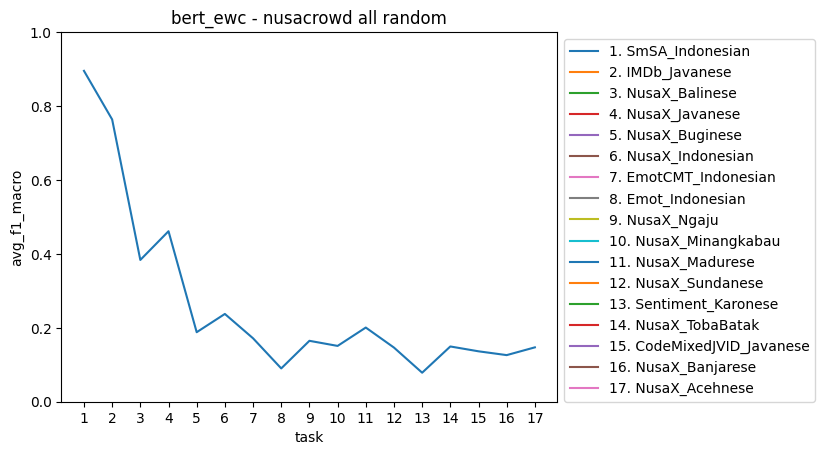 bert_ewc - nusacrowd all random
avg_f1_macro
1.0
0.8
0.6
0.4
0.2
0.0
1 2 3 4 5 6 7 8 9 10 11 12 13 14 15 16 17
task
1. SmSA_Indonesian
2. IMDb_Javanese
3. NusaX_Balinese
4. NusaX_Javanese
5. NusaX_Buginese
6. NusaX_Indonesian
7. EmotCMT_Indonesian
8. Emot_Indonesian
9. NusaX_Ngaju
10. NusaX_Minangkabau
11. NusaX_Madurese
12. NusaX_Sundanese
13. Sentiment_Karonese
14. NusaX_TobaBatak
15. CodeMixedJVID_Javanese
16. NusaX_Banjarese
17. NusaX_Acehnese